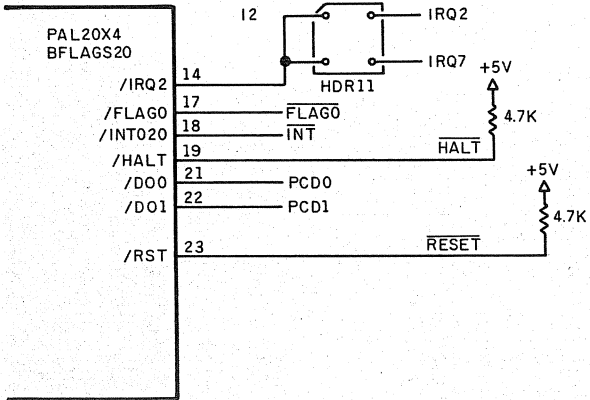 I2
IRQ2
PAL20X4
BFLAGS20
IRQ7
+5V
/IRQ2 14
HDR11
/FLAG0 17 FLAG0
4.7K
/INT020 18 INT
/HALT 19 HALT
+5V
/DO0 21 PCD0
/DO1 22 PCD1
4.7K
/RST 23 RESET